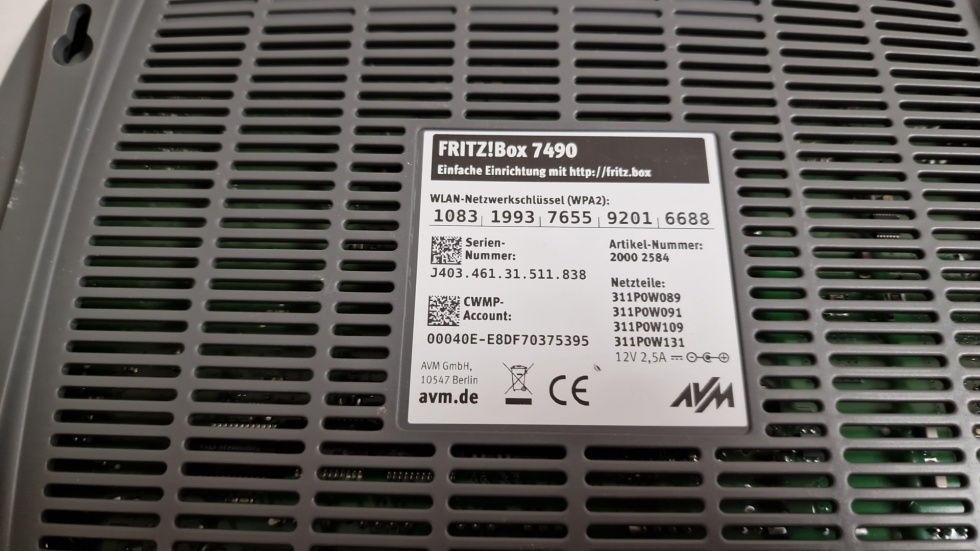 FRITZ!Box 7490
Einfache Einrichtung mit http://fritz.box
WLAN-Netzwerkschlüssel (WPA2):
1083 1993 7655 9201 6688
Serien-
Nummer:
J403.461.31.511.838
CWMP-
Account:
00040E-E8DF70375395
Artikel-Nummer:
2000 2584
Netzteile:
311P0W089
311P0W091
311P0W109
311P0W131
12V 2,5A
AVM GmbH,
10547 Berlin
avm.de
CE
AVM